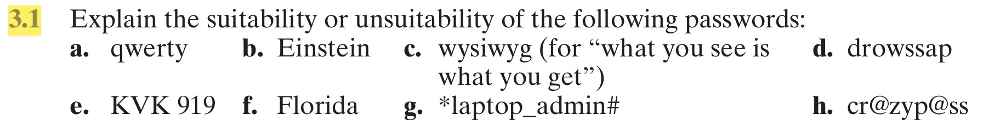 3.1 Explain the suitability or unsuitability of the following passwords:
a. qwerty b. Einstein c. wysiwyg (for “what you see is d. drowssap
what you get”)
e. KVK 919 f. Florida g. *laptop_admin# h. cr@zyp@ss